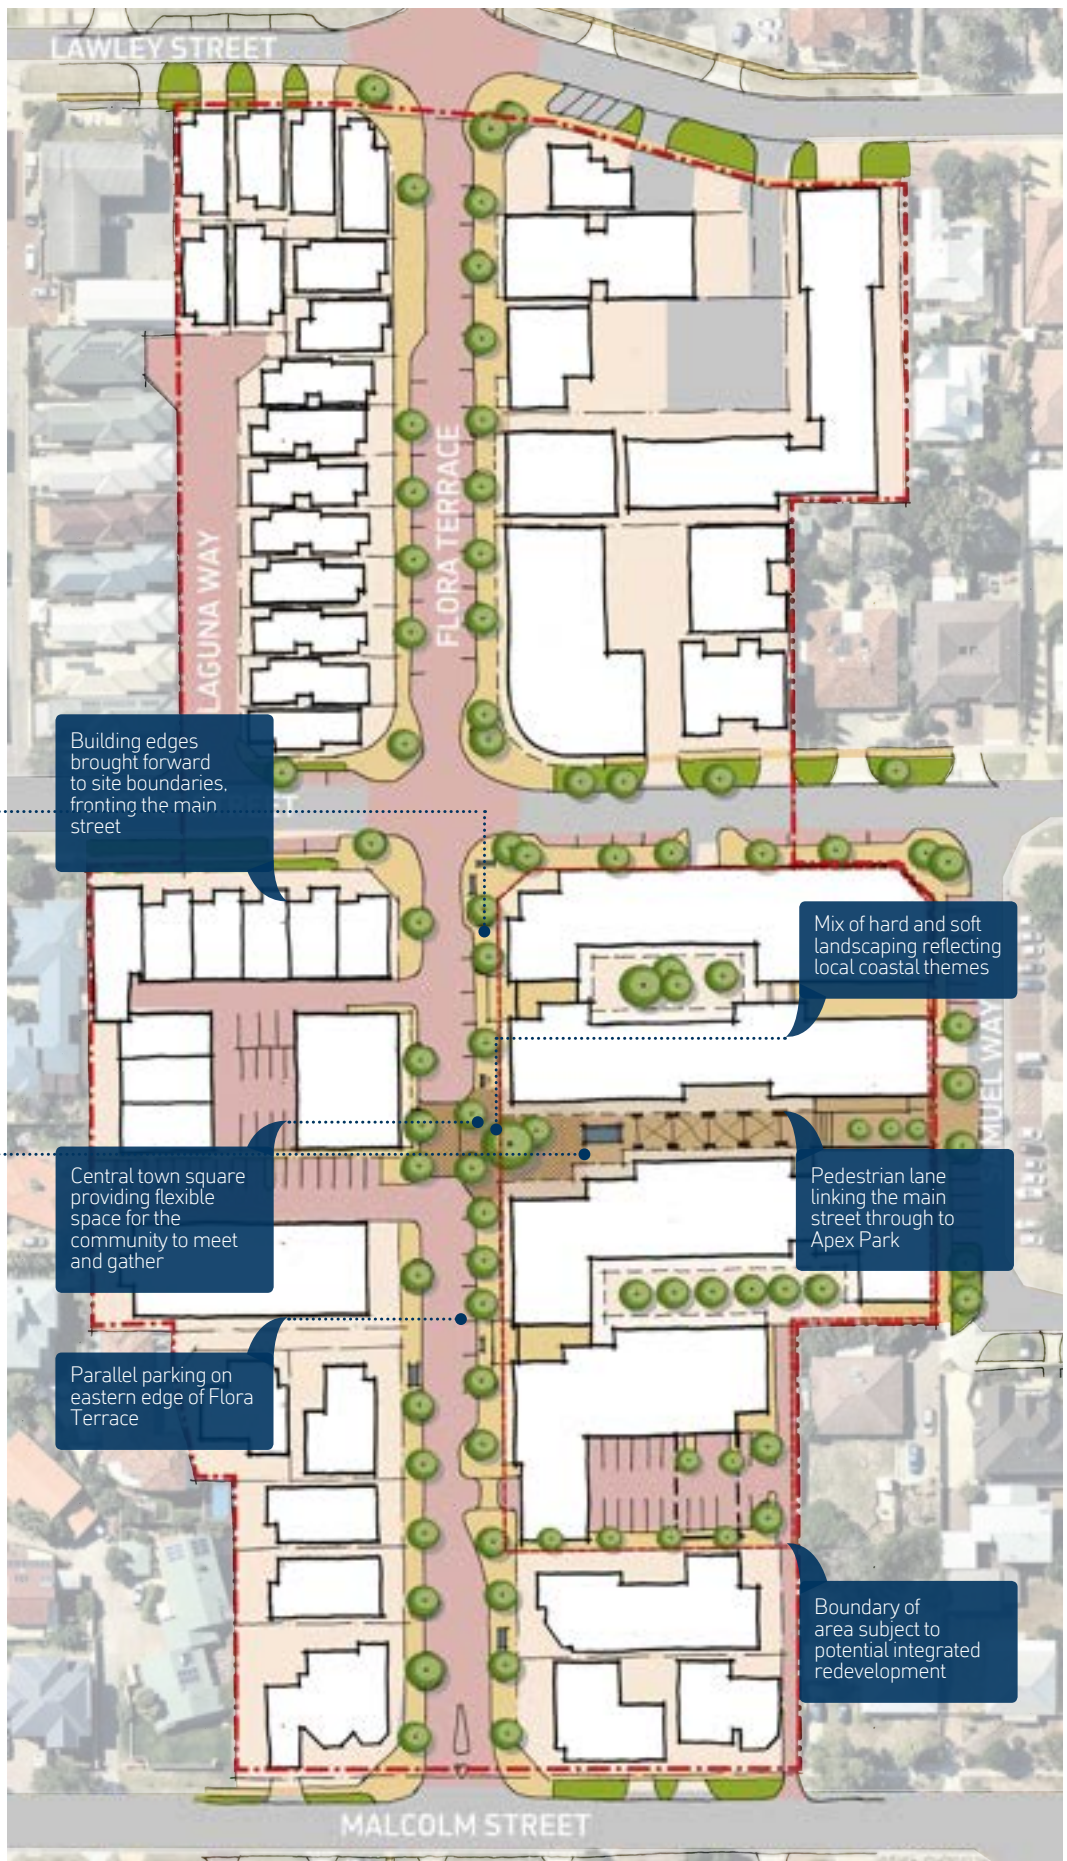 LAWLEY STREET
FLORA TERRACE
LAGUNA WAY
Building edges
brought forward
to site boundaries,
fronting the main
street
Mix of hard and soft
landscaping reflecting
local coastal themes
MUEL WAY
Central town square
providing flexible
space for the
community to meet
and gather
Pedestrian lane
linking the main
street through to
Apex Park
Parallel parking on
eastern edge of Flora
Terrace
Boundary of
area subject to
potential integrated
redevelopment
MALCOLM STREET